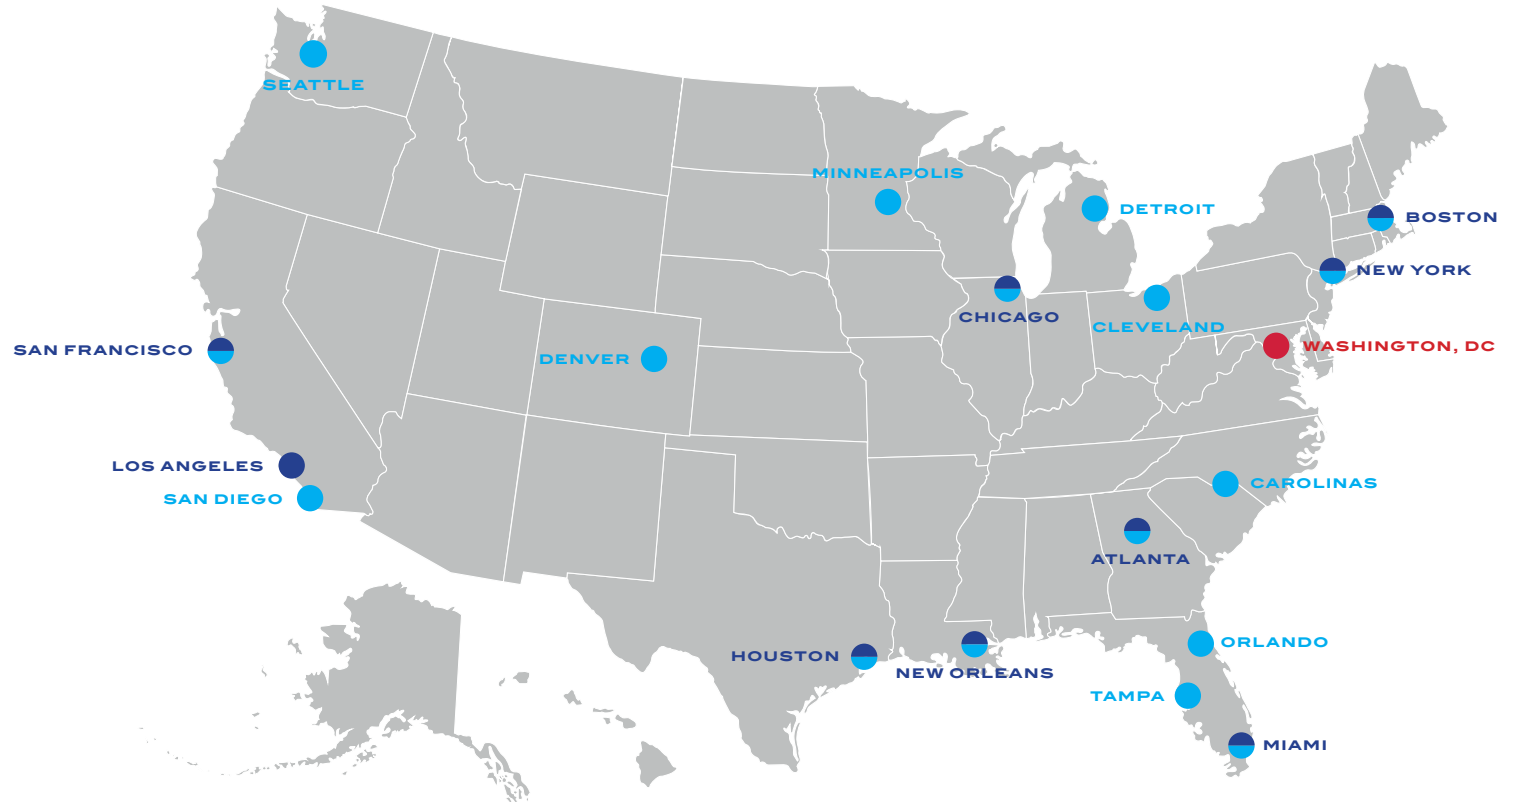 SEATTLE
MINNEAPOLIS
DETROIT
BOSTON
NEW YORK
CHICAGO
CLEVELAND
WASHINGTON, DC
SAN FRANCISCO
DENVER
LOS ANGELES
SAN DIEGO
CAROLINAS
ATLANTA
ORLANDO
HOUSTON
NEW ORLEANS
TAMPA
MIAMI